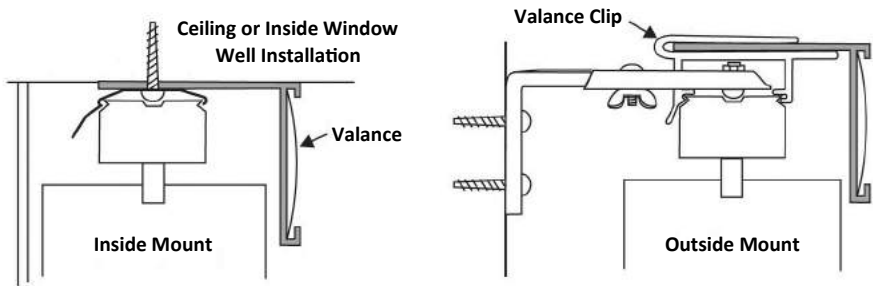 Ceiling or Inside Window
Well Installation
Valance
Inside Mount
Valance Clip
Outside Mount